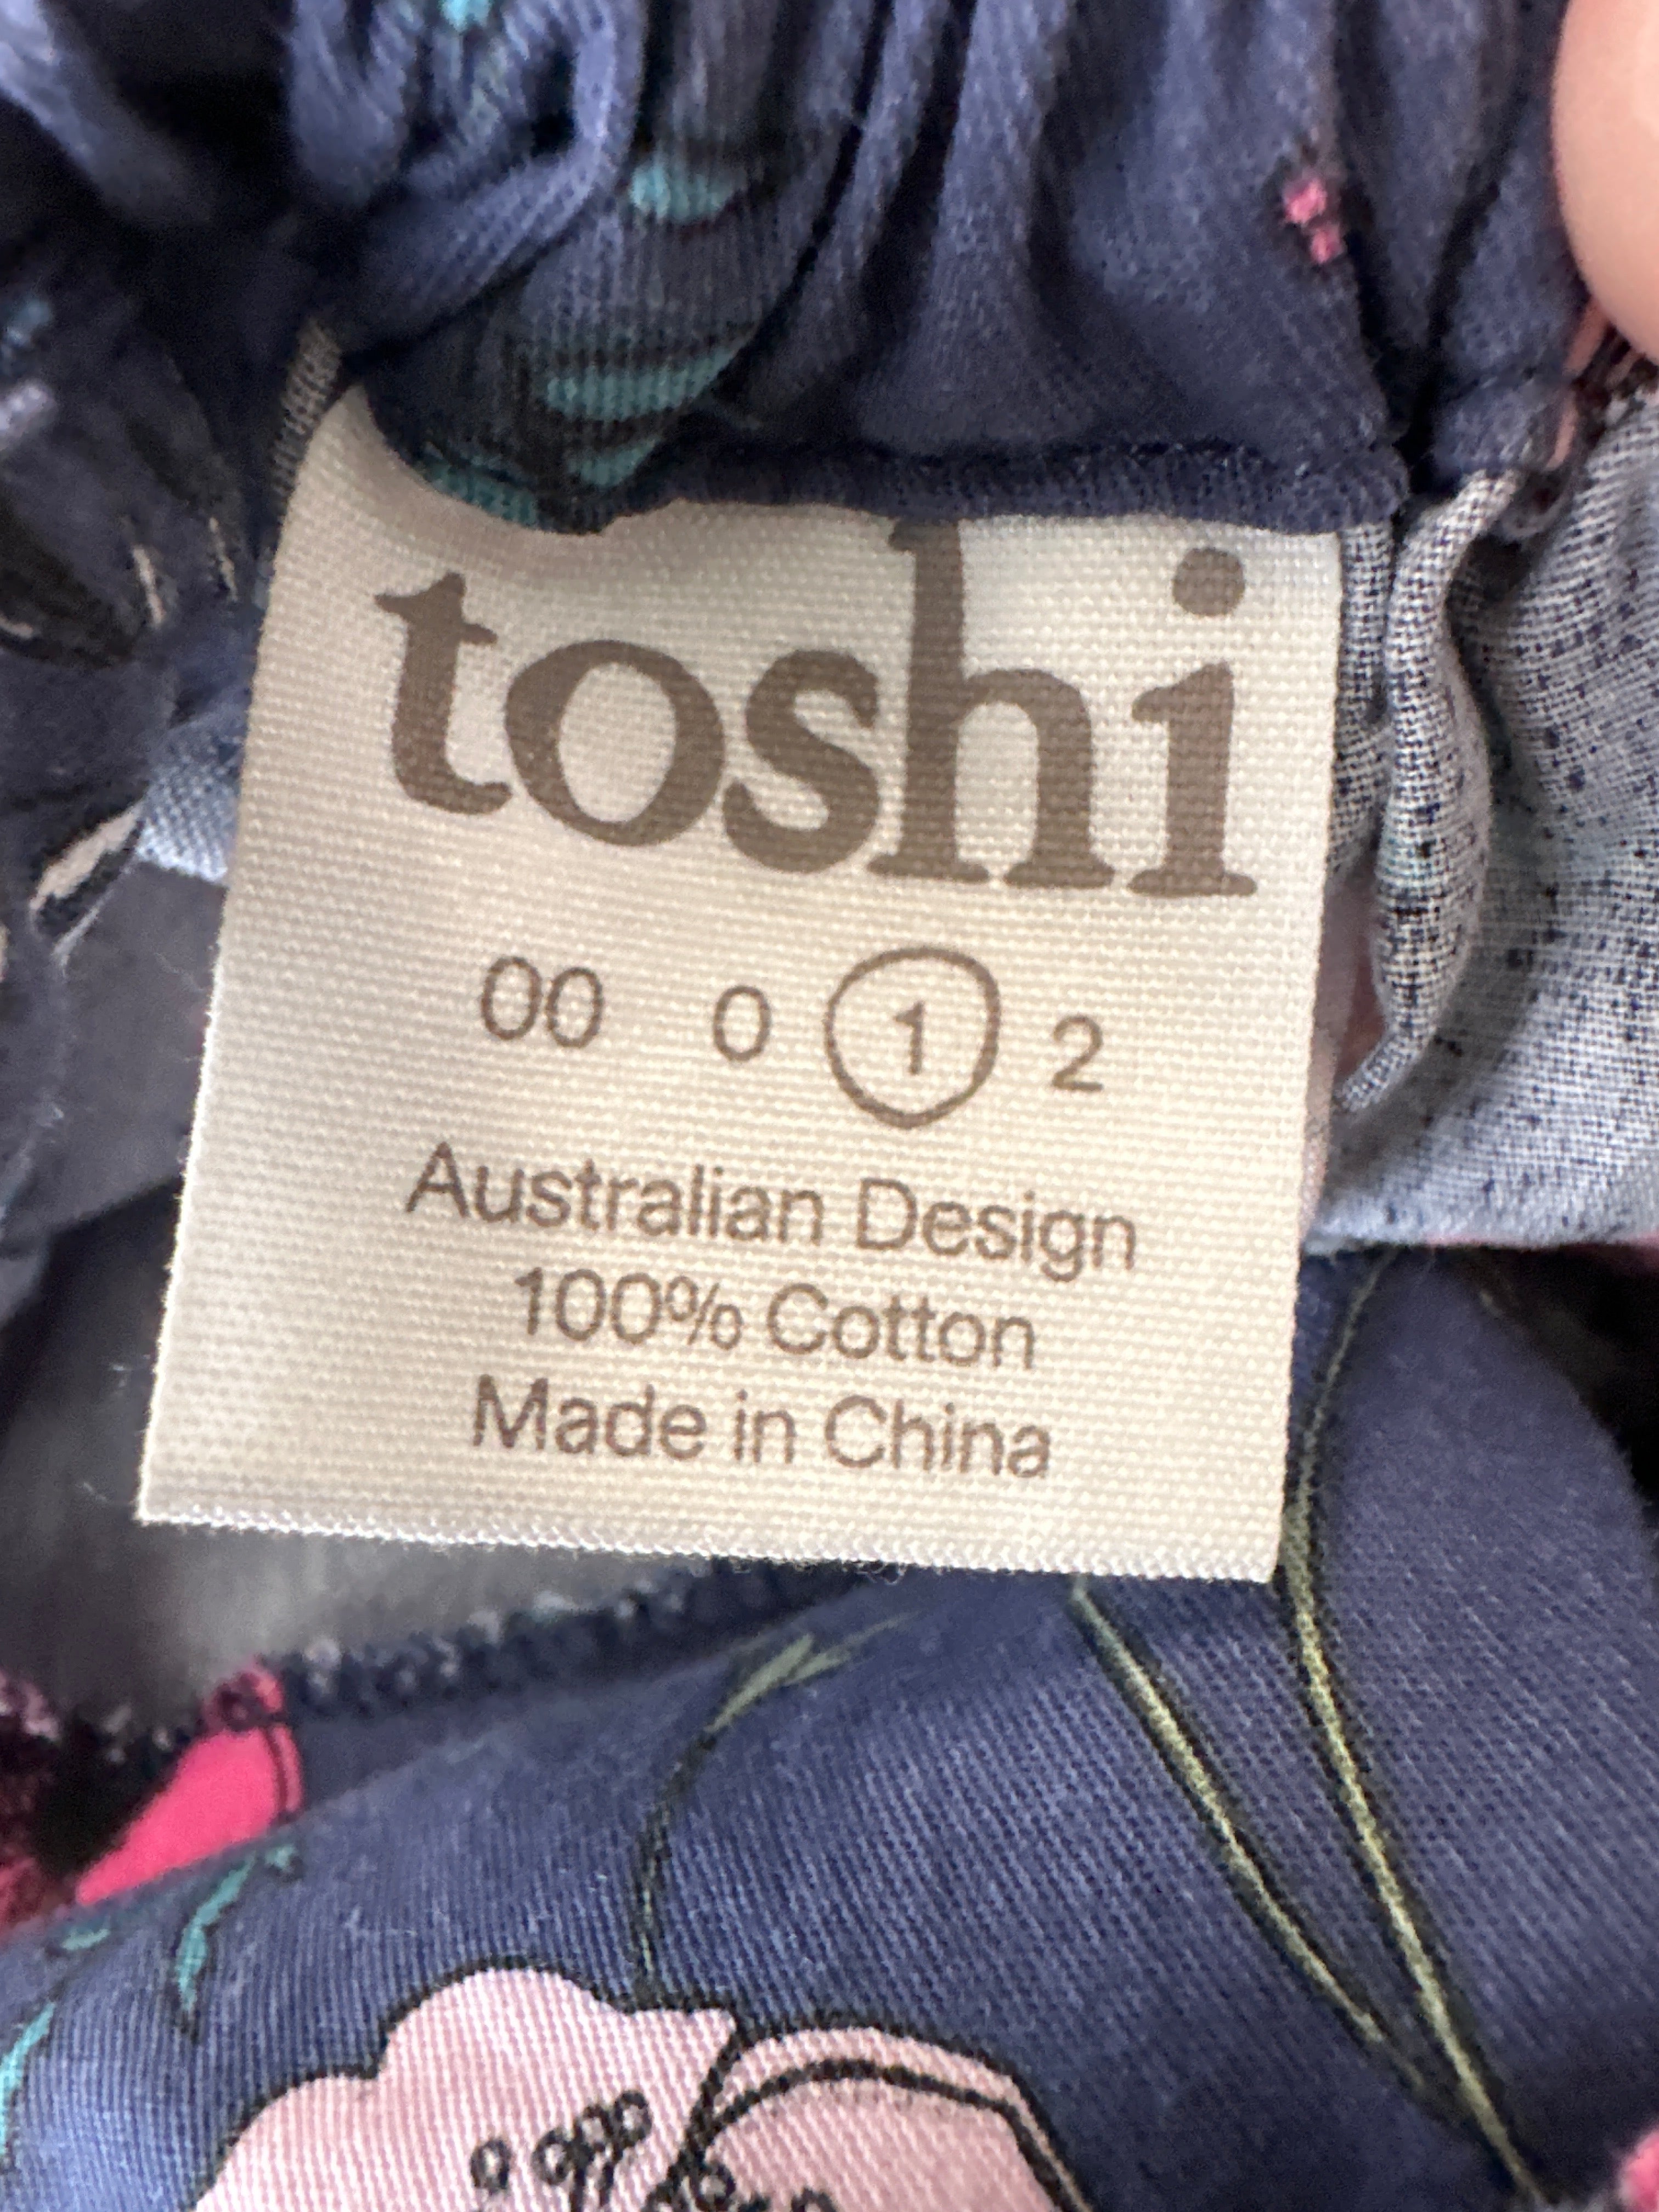 toshi
00 0 1 2
Australian Design
100% Cotton
Made in China